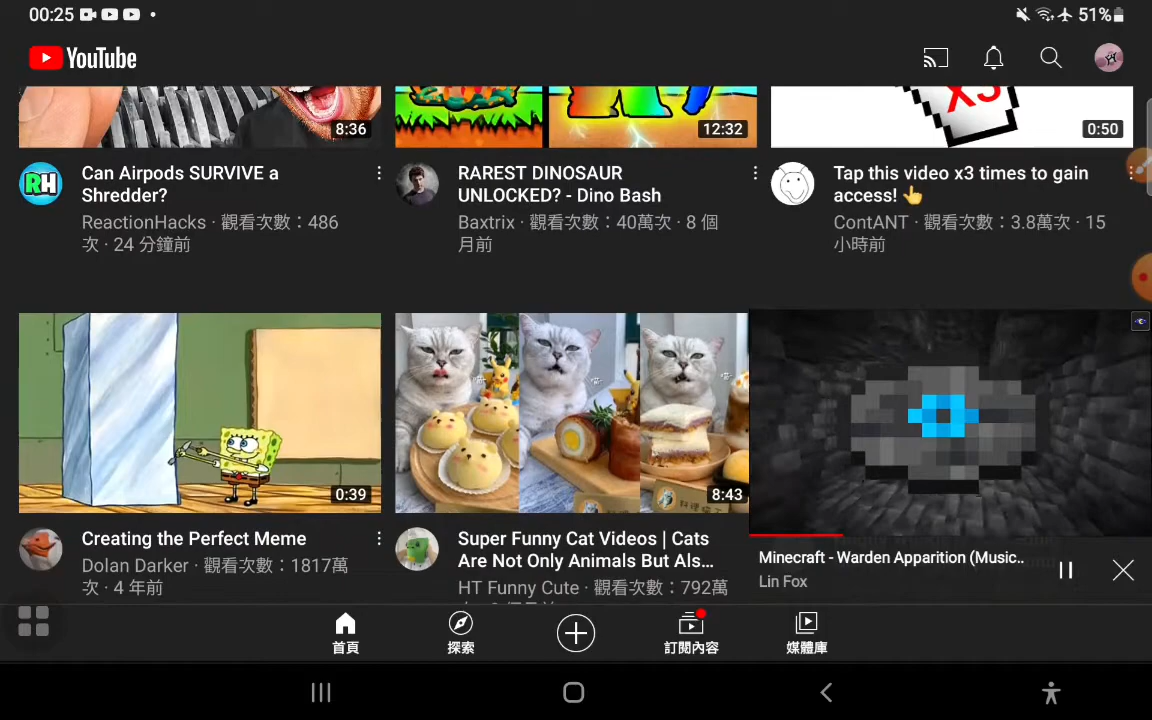 00:25
51%
YouTube
8:36
12:32
X3
0:50
RH
Can Airpods SURVIVE a
Shredder?
ReactionHacks · 觀看次數：486
次 · 24 分鐘前
RAREST DINOSAUR
UNLOCKED? - Dino Bash
Baxtrix · 觀看次數：40萬次 · 8 個
月前
Tap this video x3 times to gain
access! 👆
ContANT · 觀看次數：3.8萬次 · 15
小時前
0:39
8:43
Creating the Perfect Meme
Dolan Darker · 觀看次數：1817萬
次 · 4 年前
Super Funny Cat Videos | Cats
Are Not Only Animals But Als...
HT Funny Cute · 觀看次數：792萬
Minecraft - Warden Apparition (Music..
Lin Fox
首頁
探索
訂閱內容
媒體庫